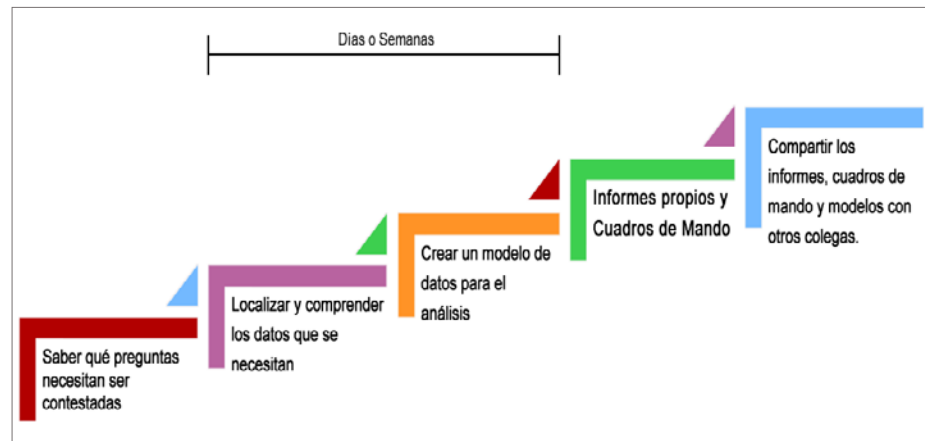 Dias o Semanas
Saber qué preguntas
necesitan ser
contestadas
Localizar y comprender
los datos que se
necesitan
Crear un modelo de
datos para el
análisis
Informes propios y
Cuadros de Mando
Compartir los
informes, cuadros de
mando y modelos con
otros colegas.